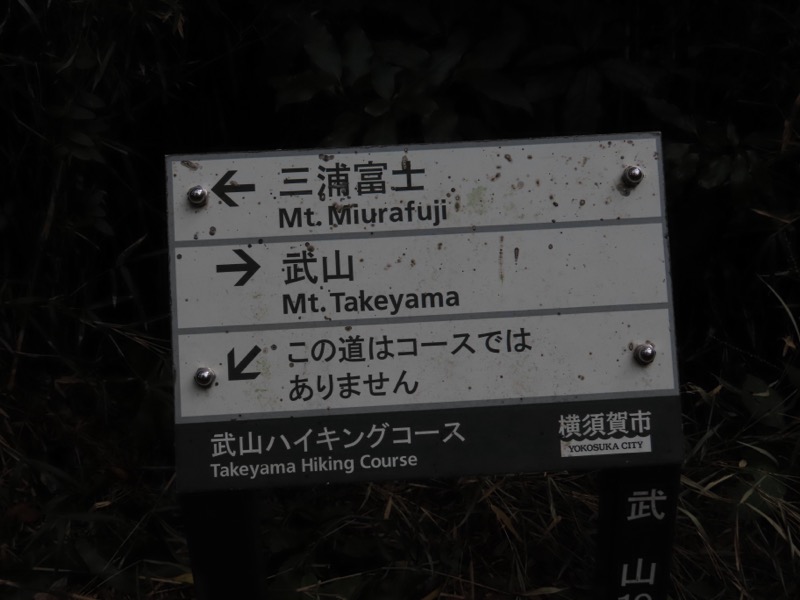 ← 三浦富士
Mt. Miurafuji
→ 武山
Mt. Takeyama
↙ この道はコースでは
ありません
武山ハイキングコース
Takeyama Hiking Course
横須賀市
YOKOSUKA CITY
武
山